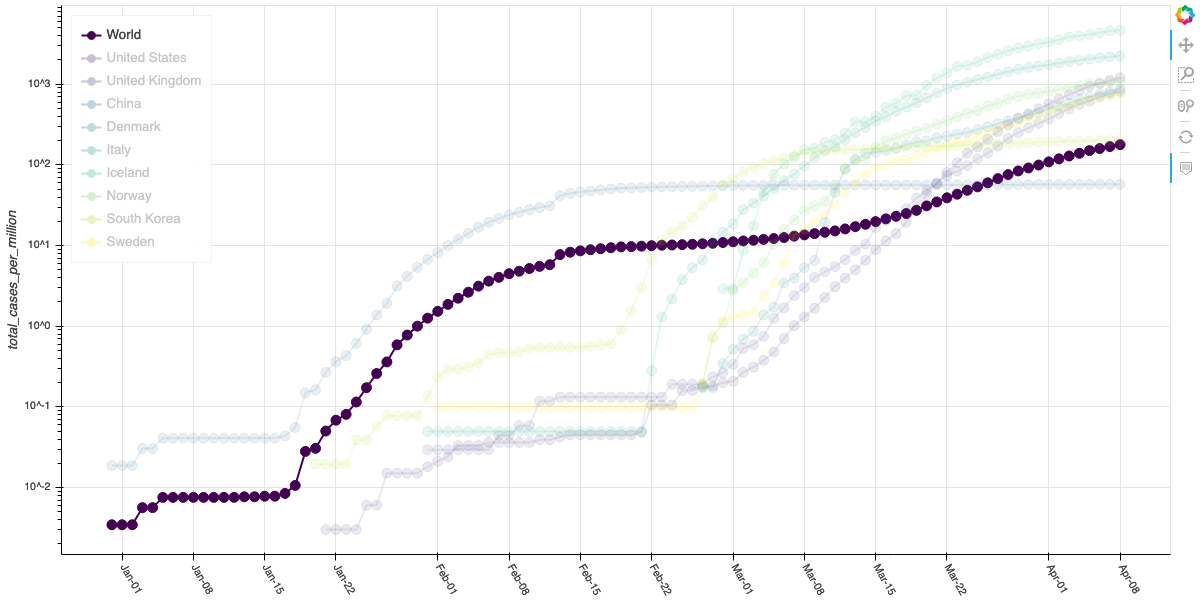 World
United States
United Kingdom
China
Denmark
Italy
Iceland
Norway
South Korea
Sweden
total_cases_per_million
10^3
10^2
10^1
10^0
10^-1
10^-2
Jan-01
Jan-08
Jan-15
Jan-22
Feb-01
Feb-08
Feb-15
Feb-22
Mar-01
Mar-08
Mar-15
Mar-22
Apr-01
Apr-08